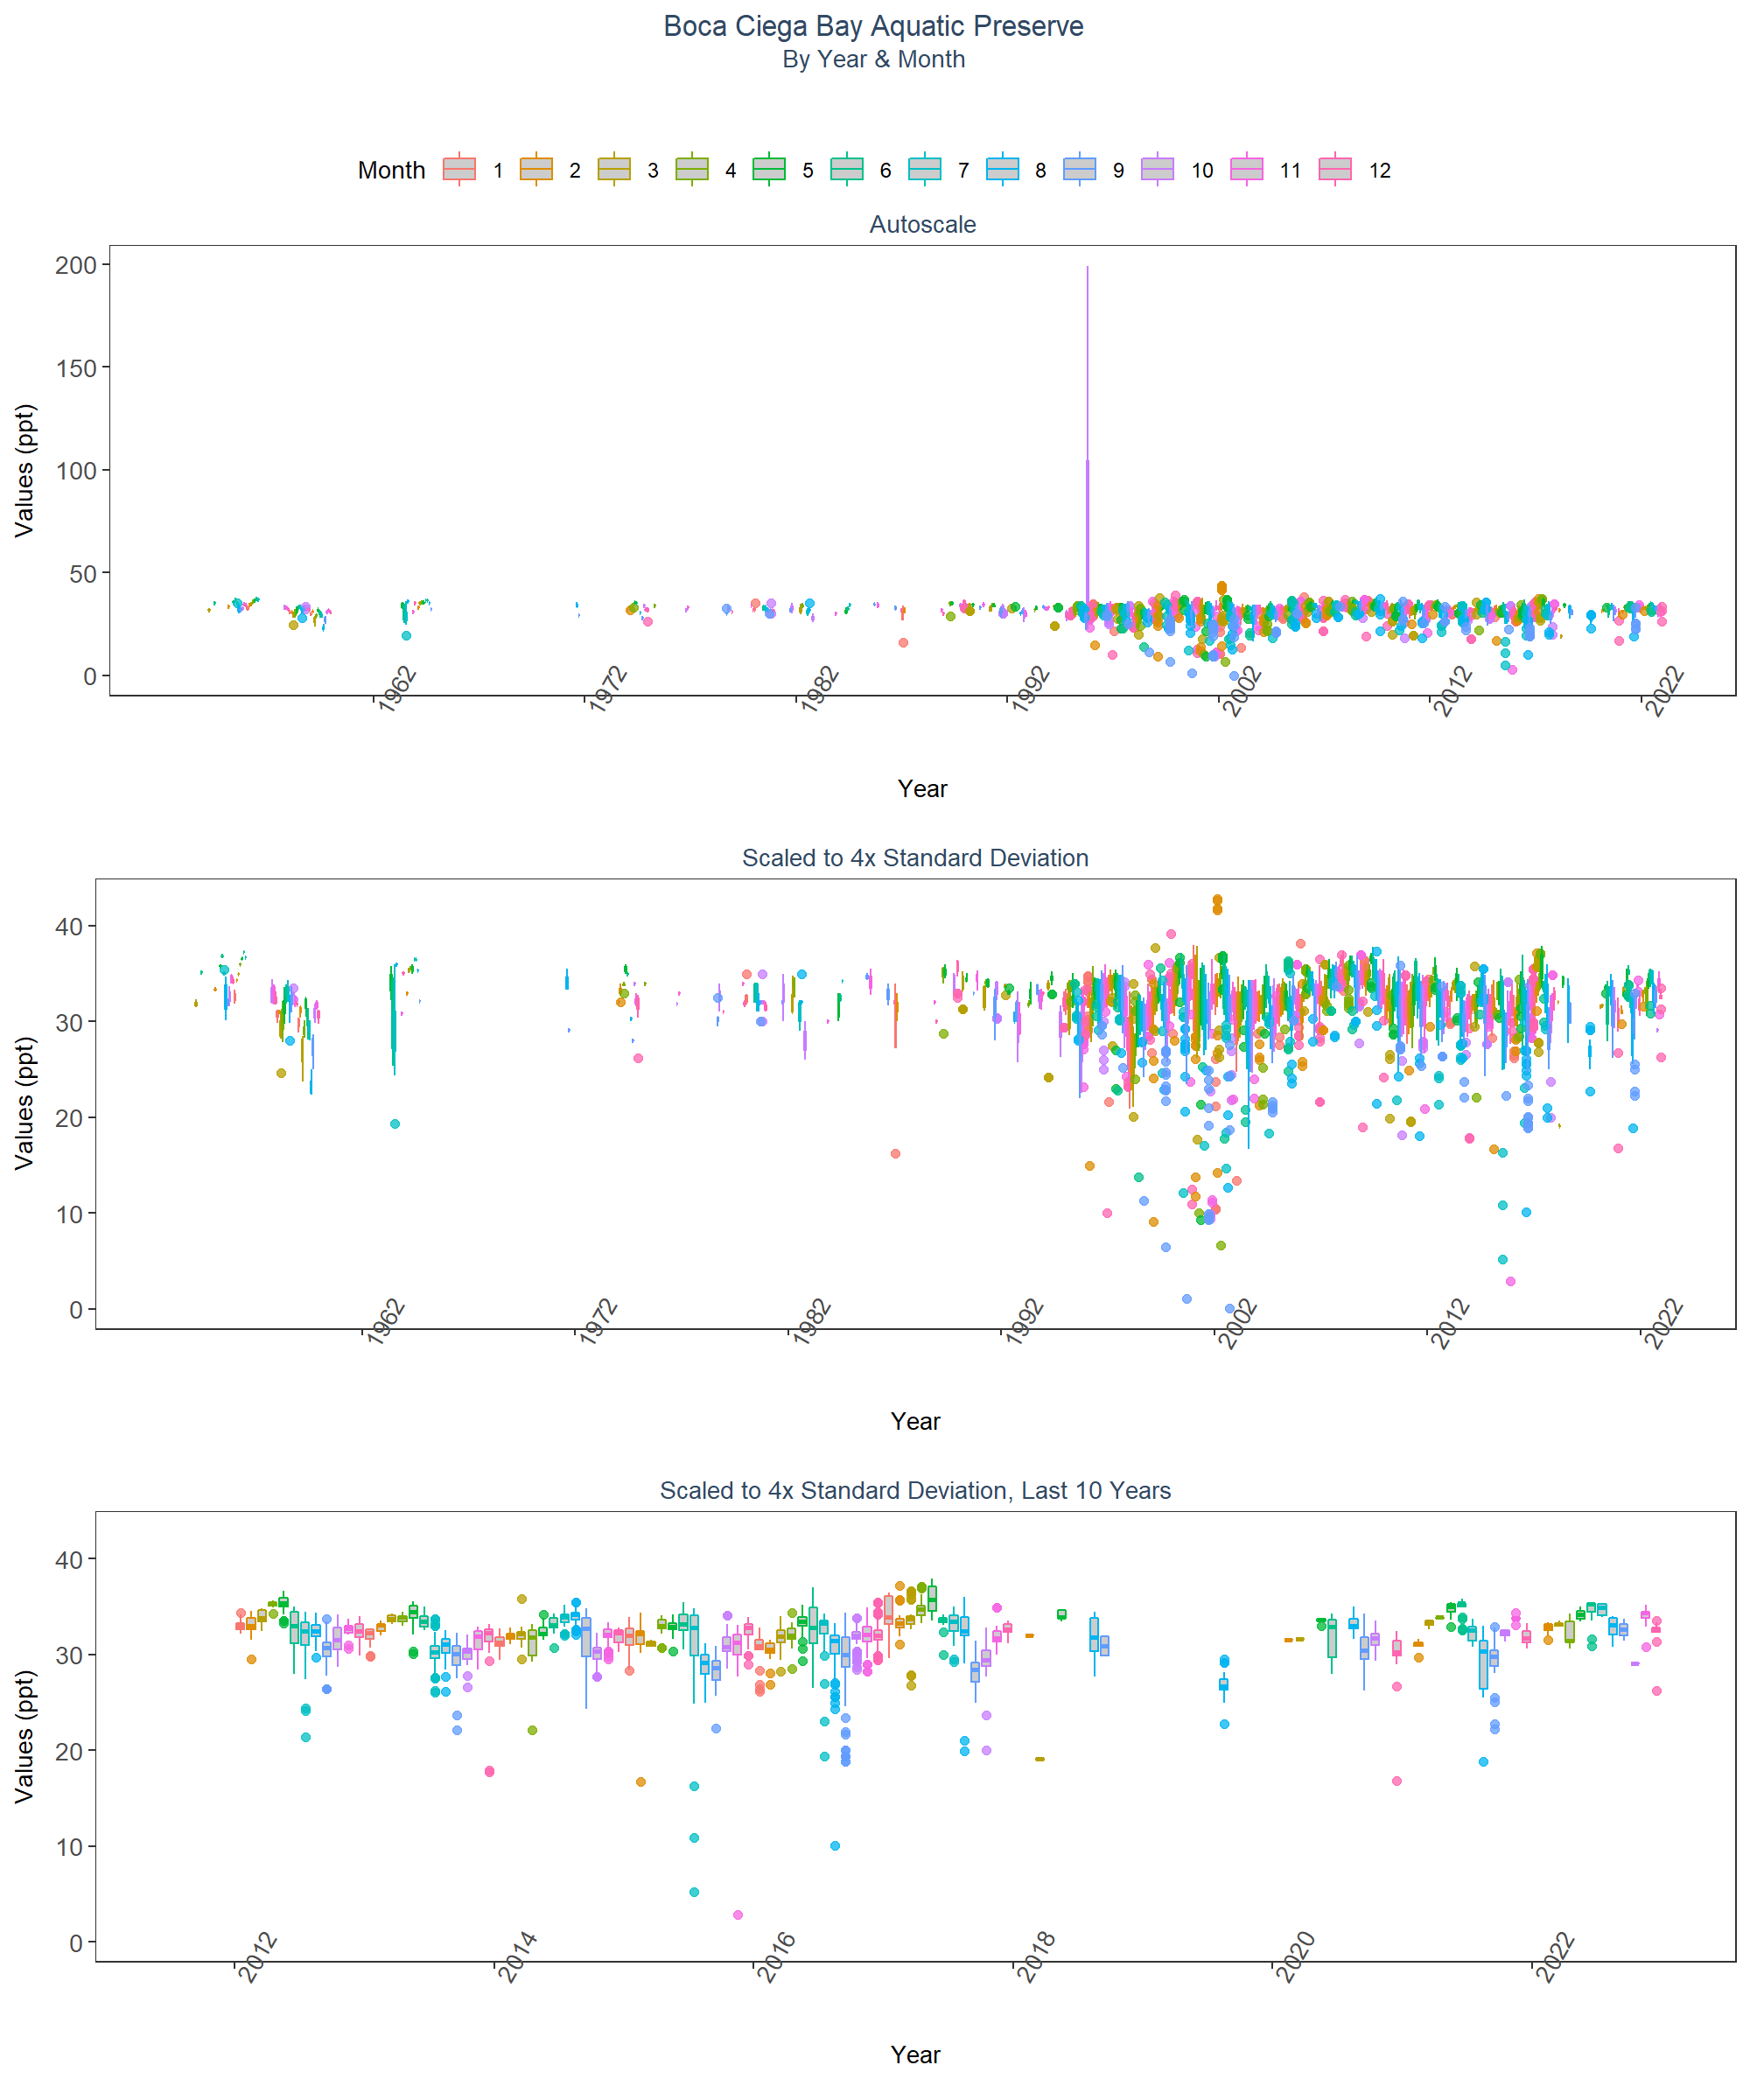 Boca Ciega Bay Aquatic Preserve
By Year & Month
Month 1 2 3 4 5 6 7 8 9 10 11 12
Autoscale
200
150
100
50
0
Values (ppt)
1962 1972 1982 1992 2002 2012 2022
Year
Scaled to 4x Standard Deviation
40
30
20
10
0
Values (ppt)
1962 1972 1982 1992 2002 2012 2022
Year
Scaled to 4x Standard Deviation, Last 10 Years
40
30
20
10
0
Values (ppt)
2012 2014 2016 2018 2020 2022
Year